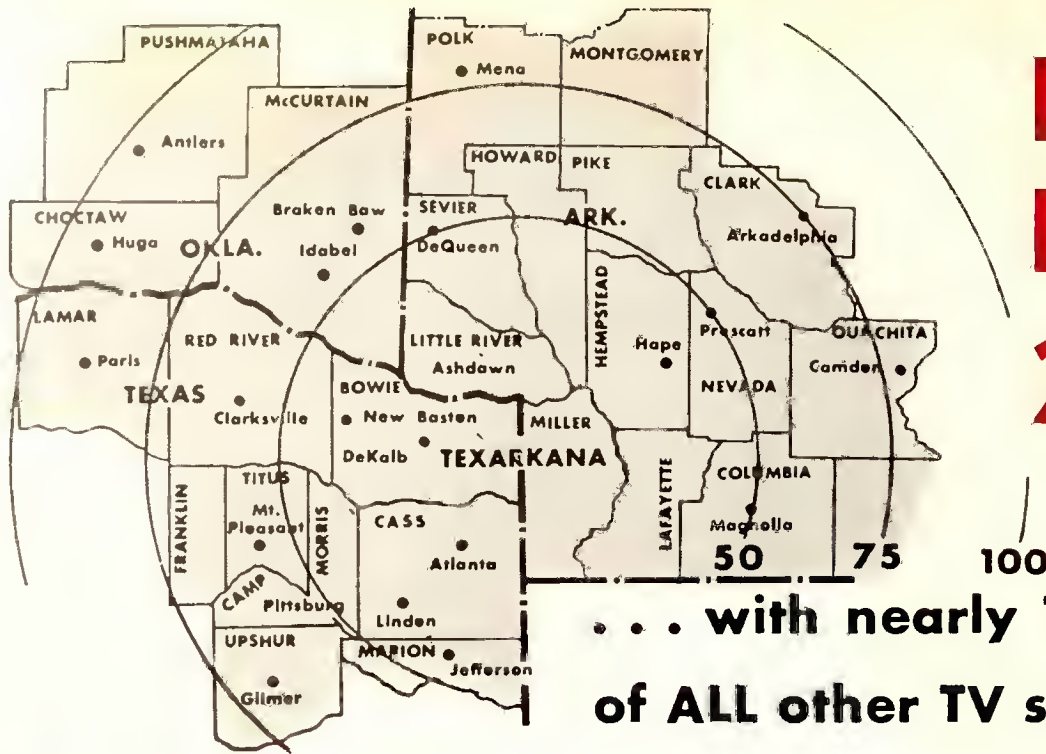 PUSHMATAHA
POLK
Mena
MONTGOMERY
McCURTAIN
Antlers
HOWARD
PIKE
CLARK
CHOCTAW
Huga
OKLA.
Braken Baw
Idabel
SEVIER
DeQueen
ARK.
Arkadelphia
LAMAR
Paris
TEXAS
RED RIVER
Clarksville
LITTLE RIVER
Ashdawn
HEMPSTEAD
Hape
Prescatt
NEVADA
OUACHITA
Camden
BOWIE
New Baston
DeKalb
TEXARKANA
MILLER
LAFAYETTE
COLUMBIA
Magnolla
FRANKLIN
TITUS
Mt.
Pleasant
MORRIS
CASS
Atlanta
Linden
CAMP
Pittsburg
UPSHUR
Gilmer
MARION
Jefferson
50 75 100
... with nearly
of ALL other TV s